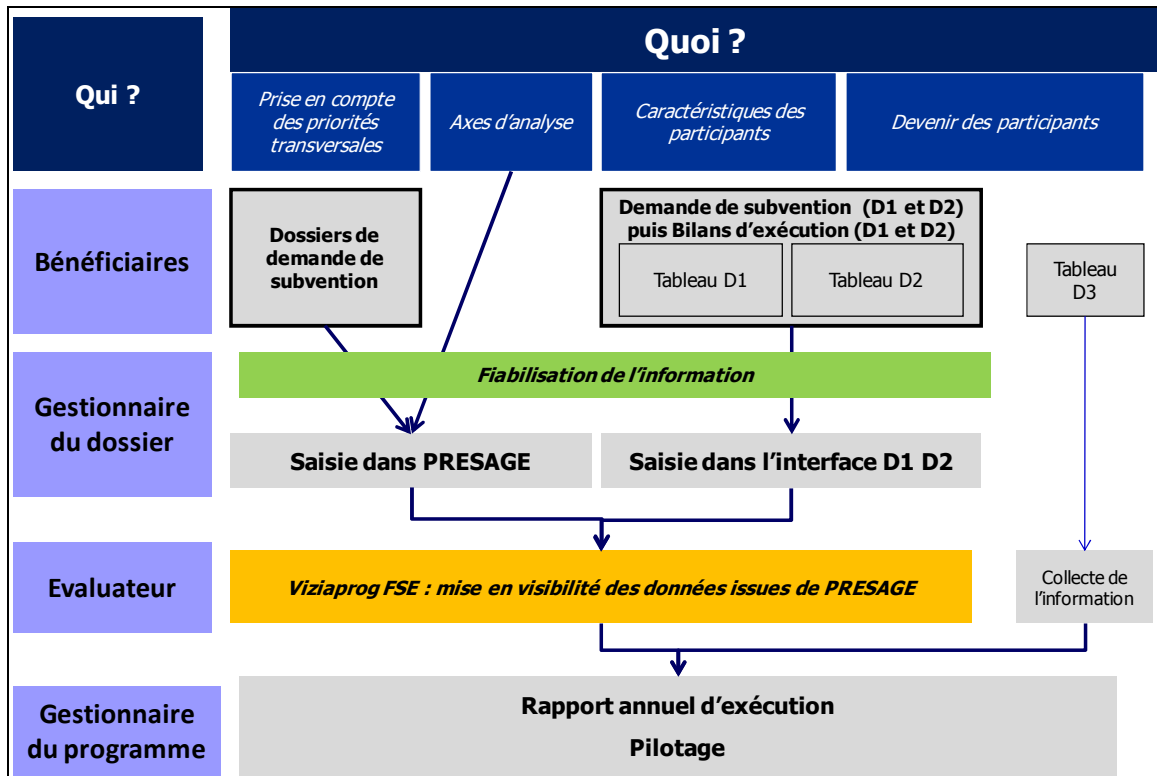 Qui ?
Quoi ?
Prise en compte
des priorités
transversales
Axes d'analyse
Caractéristiques des
participants
Devenir des participants
Bénéficiaires
Dossiers de
demande de
subvention
Demande de subvention (D1 et D2)
puis Bilans d'exécution (D1 et D2)
Tableau D1
Tableau D2
Tableau
D3
Gestionnaire
du dossier
Fiabilisation de l'information
Saisie dans PRESAGE
Saisie dans l'interface D1 D2
Evaluateur
Viziaprog FSE : mise en visibilité des données issues de PRESAGE
Collecte de
l'information
Gestionnaire
du programme
Rapport annuel d'exécution
Pilotage